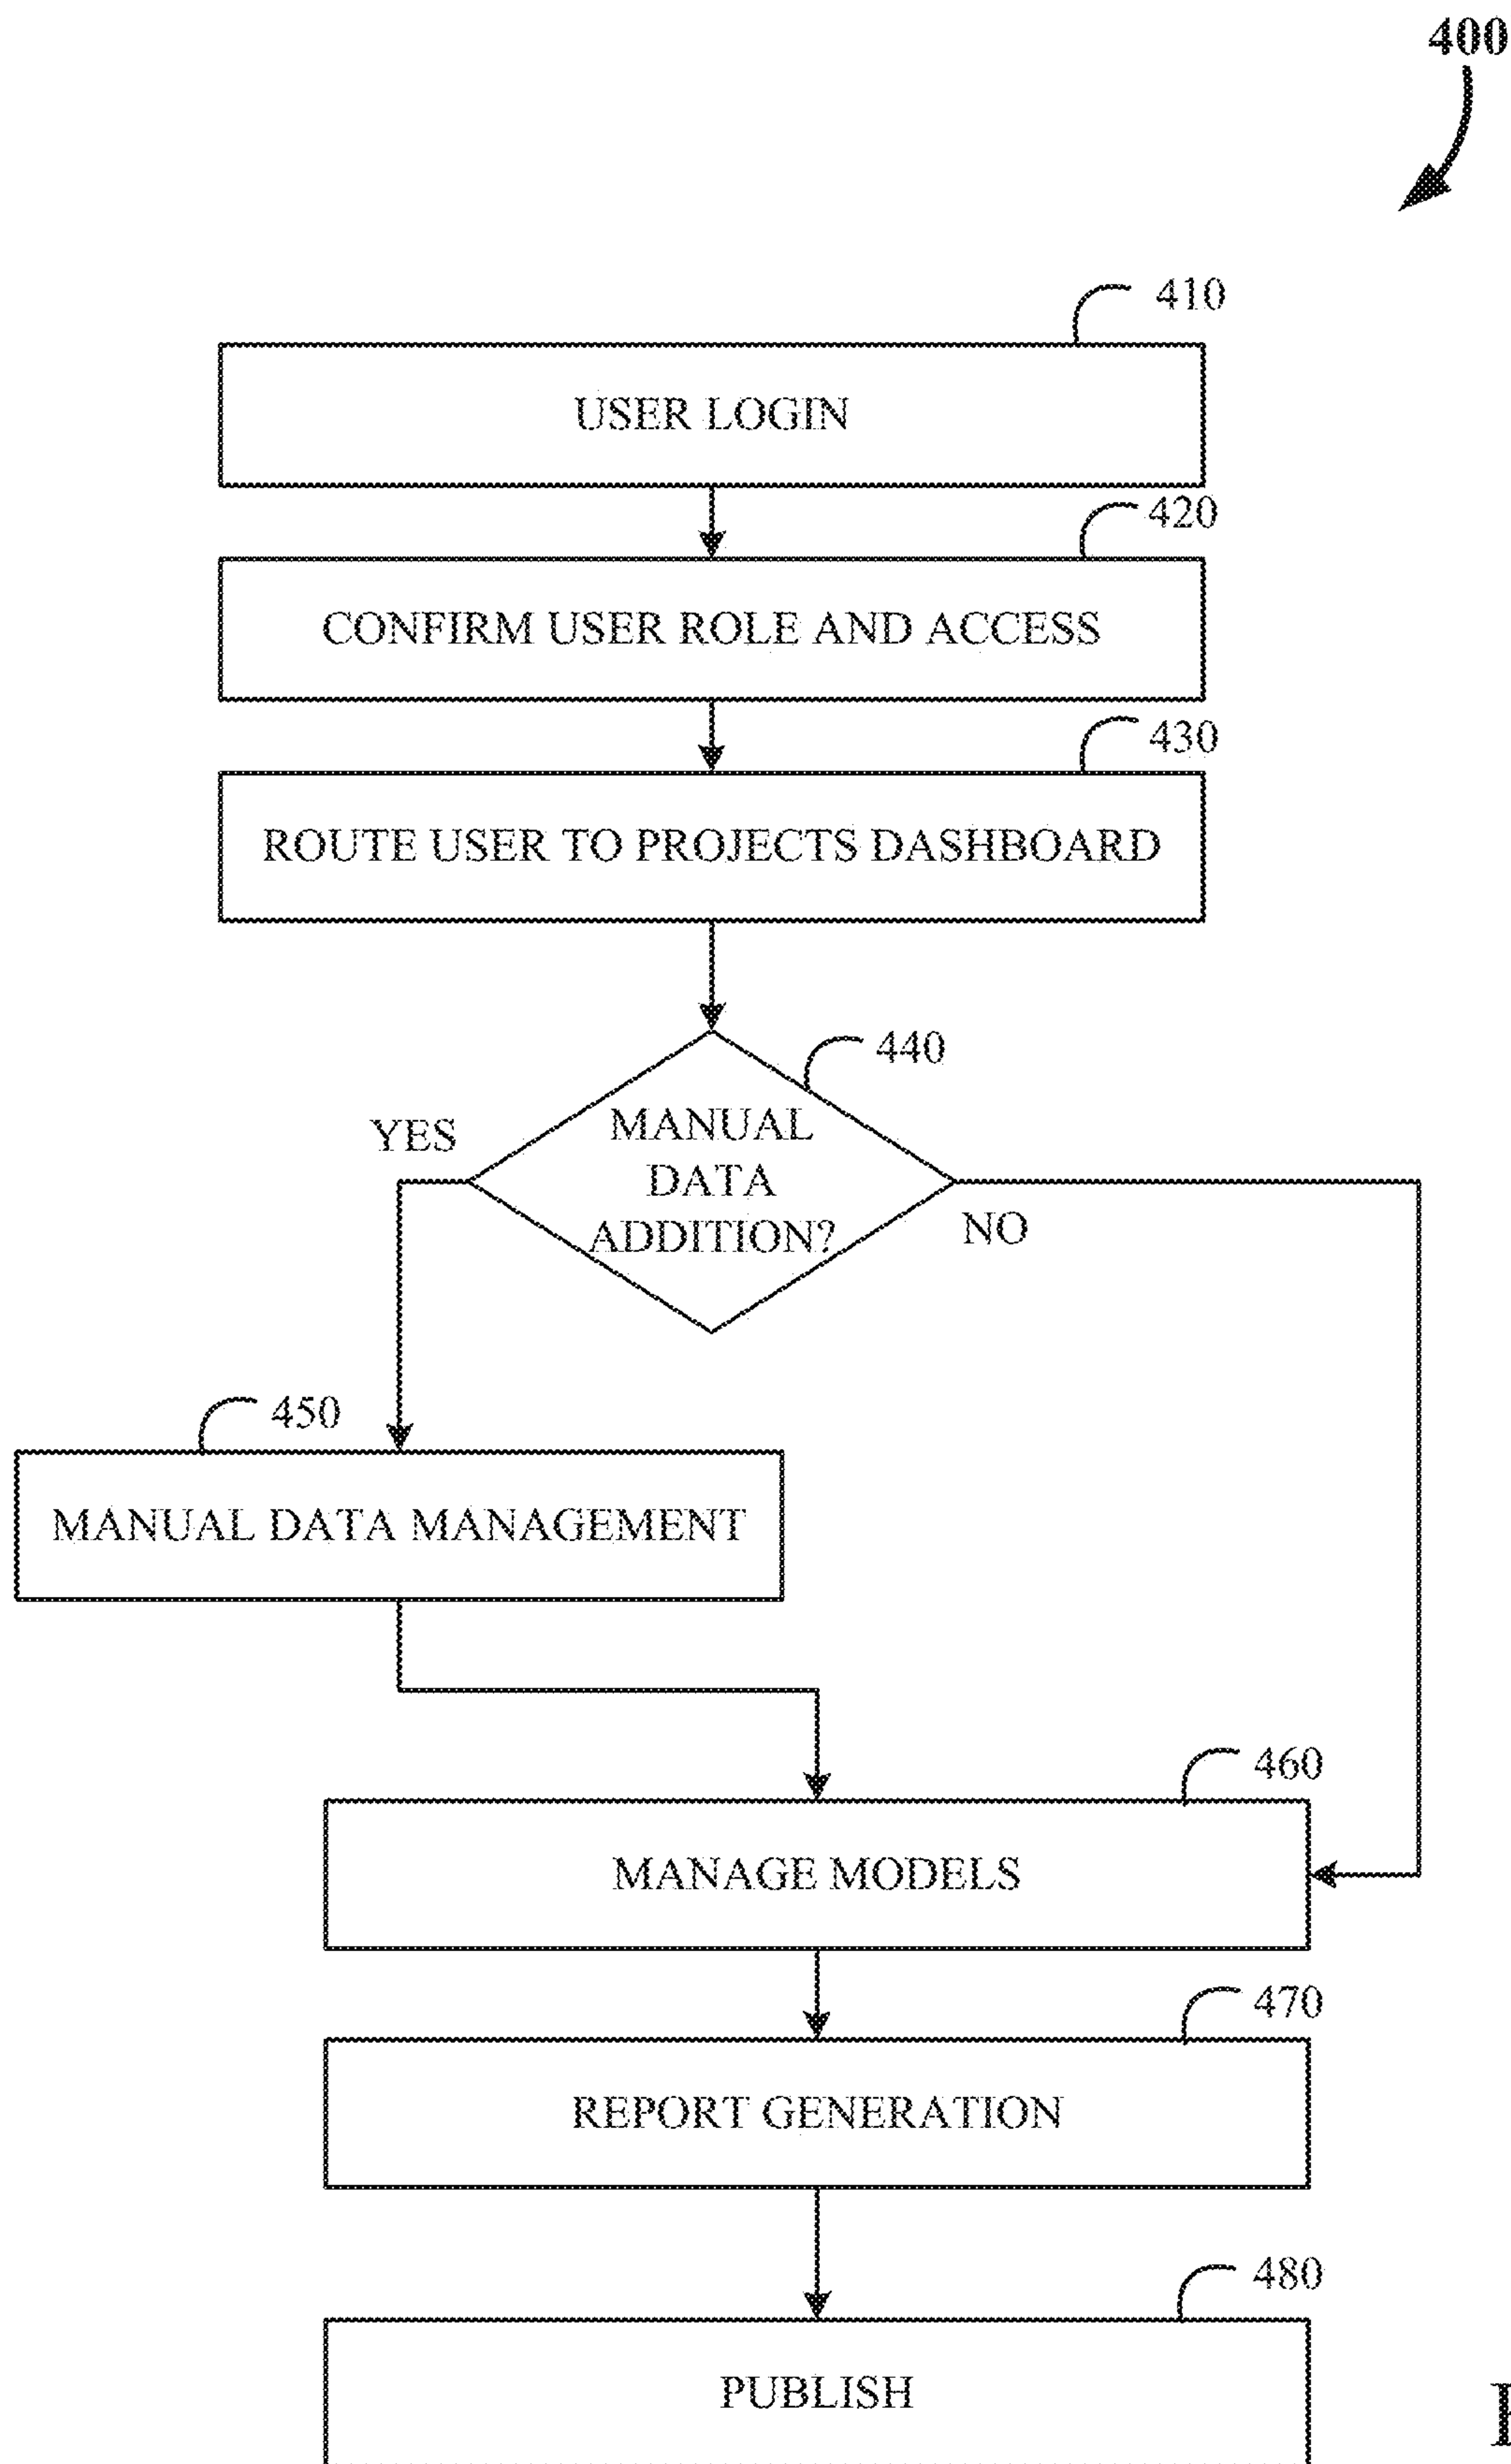 400
410
USER LOGIN
420
CONFIRM USER ROLE AND ACCESS
430
ROUTE USER TO PROJECTS DASHBOARD
440
YES
MANUAL
DATA
ADDITION?
NO
450
MANUAL DATA MANAGEMENT
460
MANAGE MODELS
470
REPORT GENERATION
480
PUBLISH